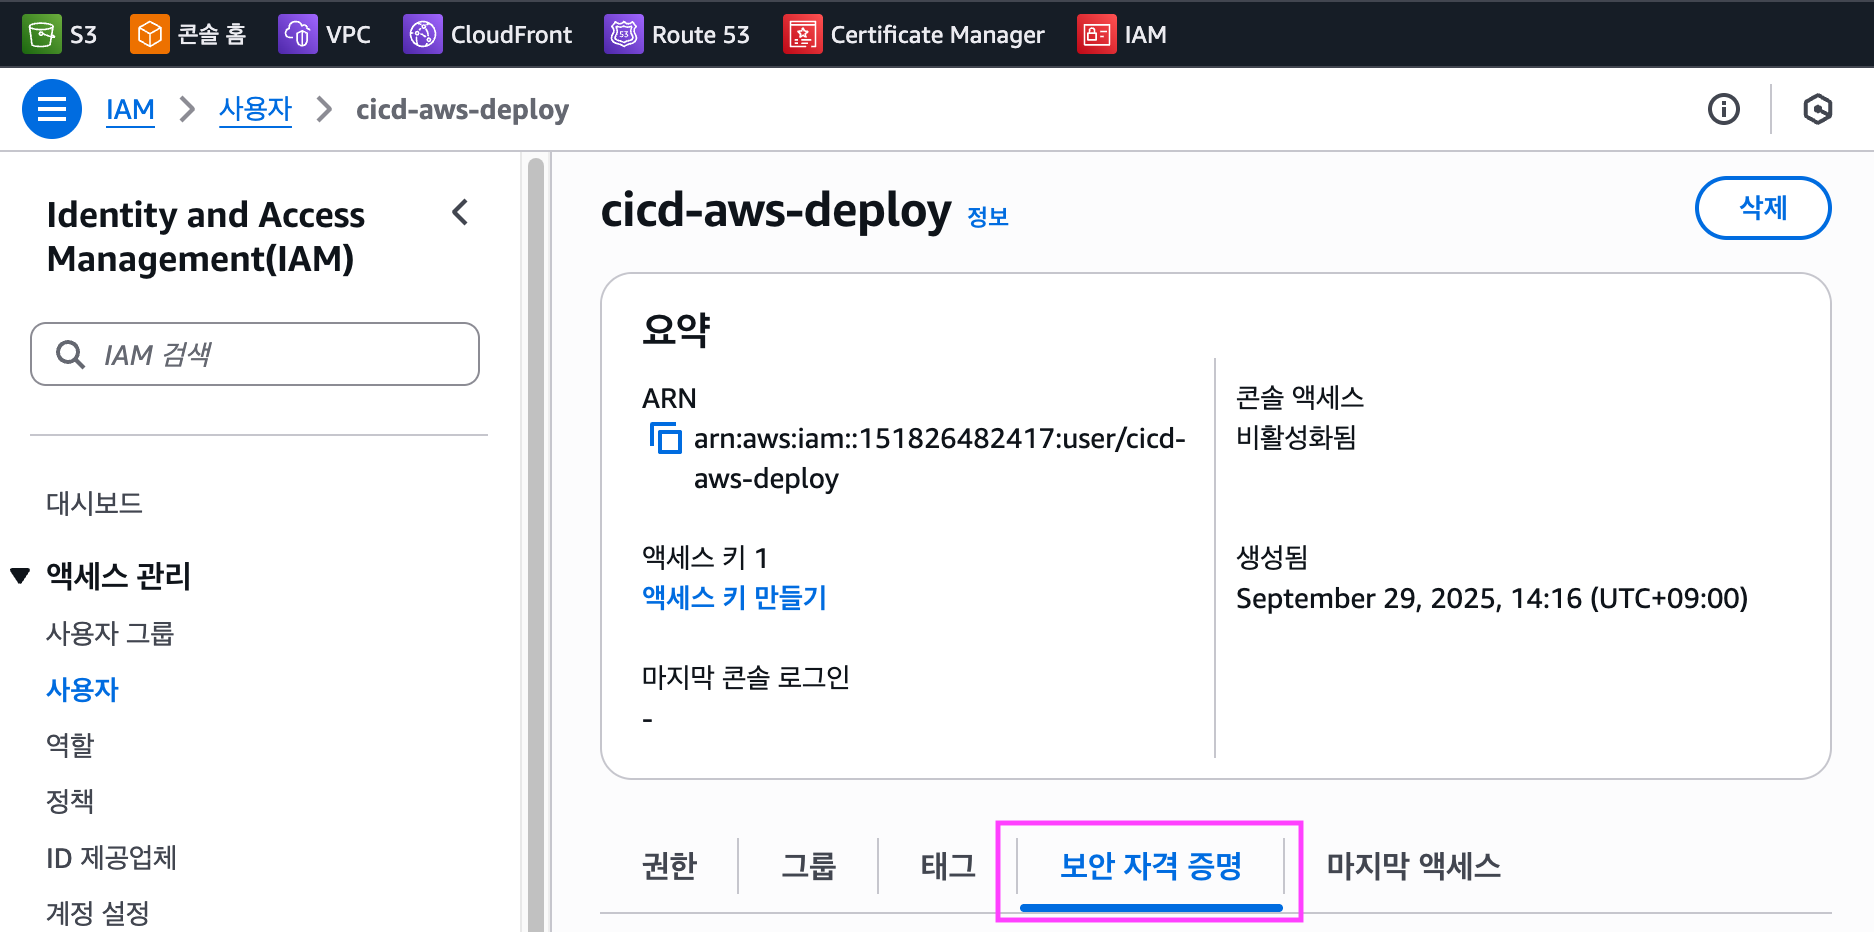 S3
콘솔 홈
VPC
CloudFront
Route 53
Certificate Manager
IAM
IAM
사용자
cicd-aws-deploy
Identity and Access
Management(IAM)
IAM 검색
대시보드
액세스 관리
사용자 그룹
사용자
역할
정책
ID 제공업체
계정 설정
cicd-aws-deploy 정보
삭제
요약
ARN
arn:aws:iam::151826482417:user/cicd-
aws-deploy
콘솔 액세스
비활성화됨
액세스 키 1
액세스 키 만들기
생성됨
September 29, 2025, 14:16 (UTC+09:00)
마지막 콘솔 로그인
-
권한
그룹
태그
보안 자격 증명
마지막 액세스